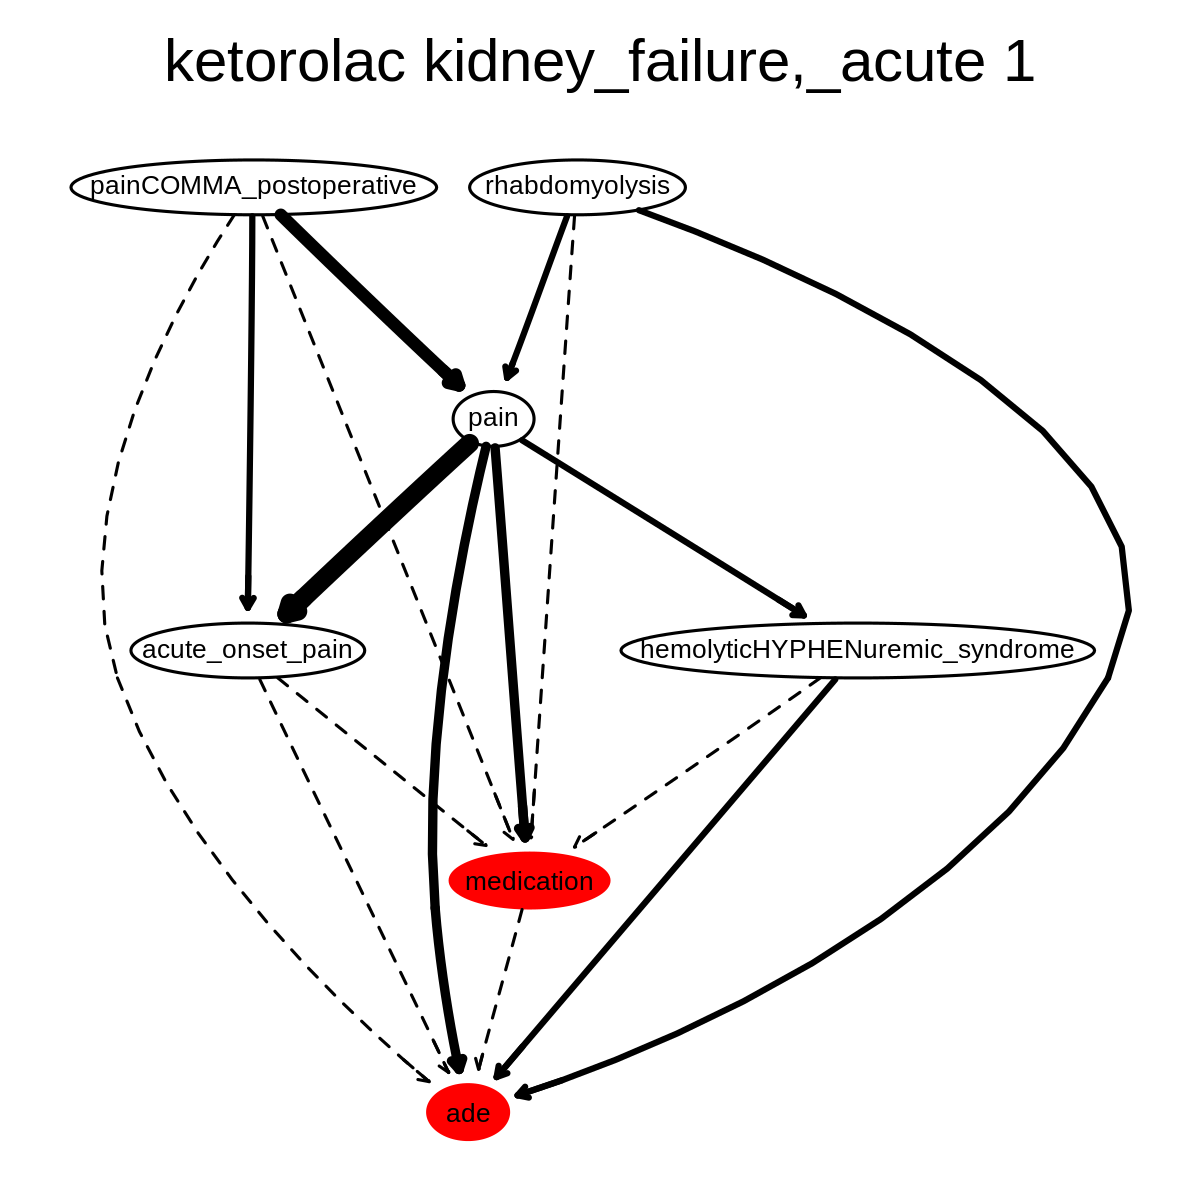 ketorolac kidney_failure,_acute 1
painCOMMA_postoperative
rhabdomyolysis
pain
acute_onset_pain
hemolyticHYPHENuremic_syndrome
medication
ade